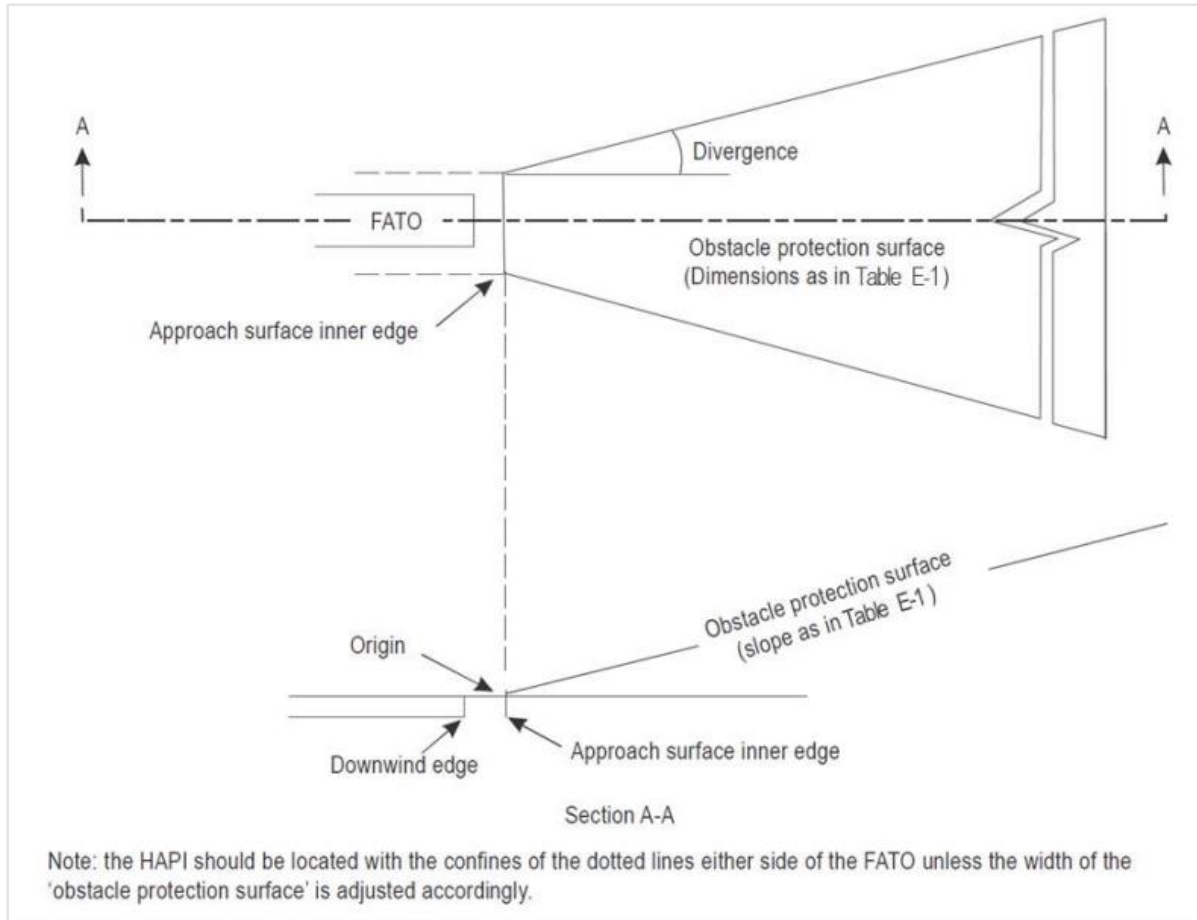 A
A
Divergence
FATO
Obstacle protection surface
(Dimensions as in Table E-1)
Approach surface inner edge
Obstacle protection surface
(slope as in Table E-1)
Origin
Downwind edge
Approach surface inner edge
Section A-A
Note: the HAPI should be located with the confines of the dotted lines either side of the FATO unless the width of the
‘obstacle protection surface’ is adjusted accordingly.